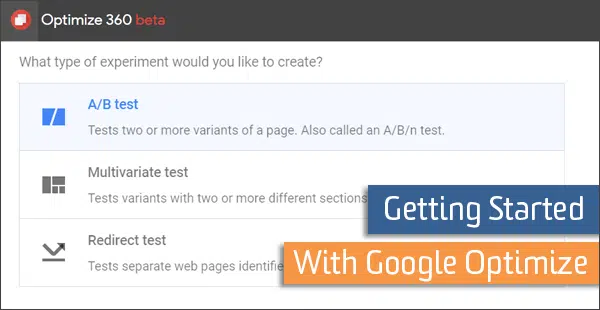 Optimize 360 beta
What type of experiment would you like to create?
A/B test
Tests two or more variants of a page. Also called an A/B/n test.
Multivariate test
Tests variants with two or more different sections
Redirect test
Tests separate web pages
Getting Started
With Google Optimize